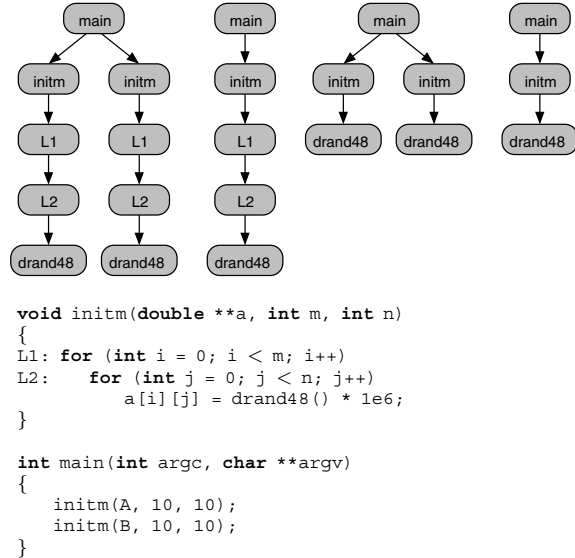 main main main main
initm initm initm initm initm initm
L1 L1 L1 drand48 drand48 drand48
L2 L2 L2
drand48 drand48 drand48
void initm(double **a, int m, int n)
{
L1: for (int i = 0; i < m; i++)
L2: for (int j = 0; j < n; j++)
a[i][j] = drand48() * 1e6;
}
int main(int argc, char **argv)
{
initm(A, 10, 10);
initm(B, 10, 10);
}